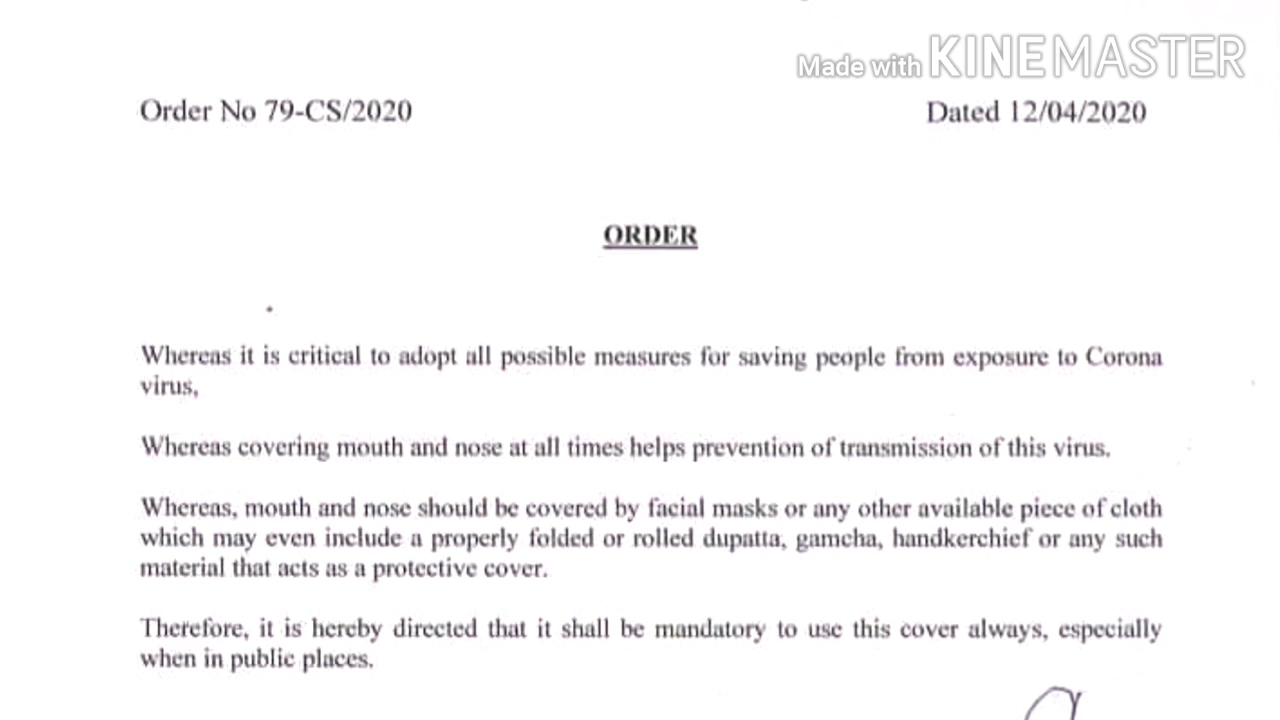 Made with KINEMASTER
Order No 79-CS/2020 Dated 12/04/2020
ORDER
Whereas it is critical to adopt all possible measures for saving people from exposure to Corona
virus,
Whereas covering mouth and nose at all times helps prevention of transmission of this virus.
Whereas, mouth and nose should be covered by facial masks or any other available piece of cloth
which may even include a properly folded or rolled dupatta, gamcha, handkerchief or any such
material that acts as a protective cover.
Therefore, it is hereby directed that it shall be mandatory to use this cover always, especially
when in public places.